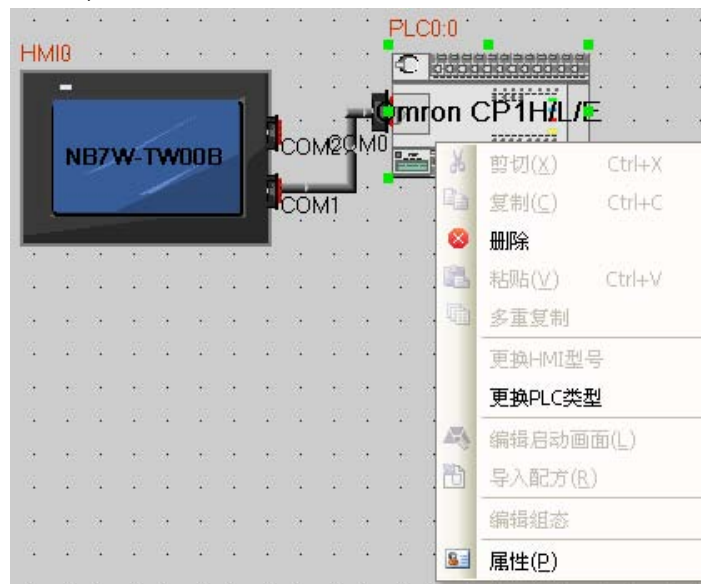 PLC0:0
HMI0
Omron CP1H/L/E
NB7W-TW00B
COM2
COM0
COM1
剪切(X) Ctrl+X
复制(C) Ctrl+C
删除
粘贴(V) Ctrl+V
多重复制
更换HMI型号
更换PLC类型
编辑启动画面(L)
导入配方(R)
编辑组态
属性(P)